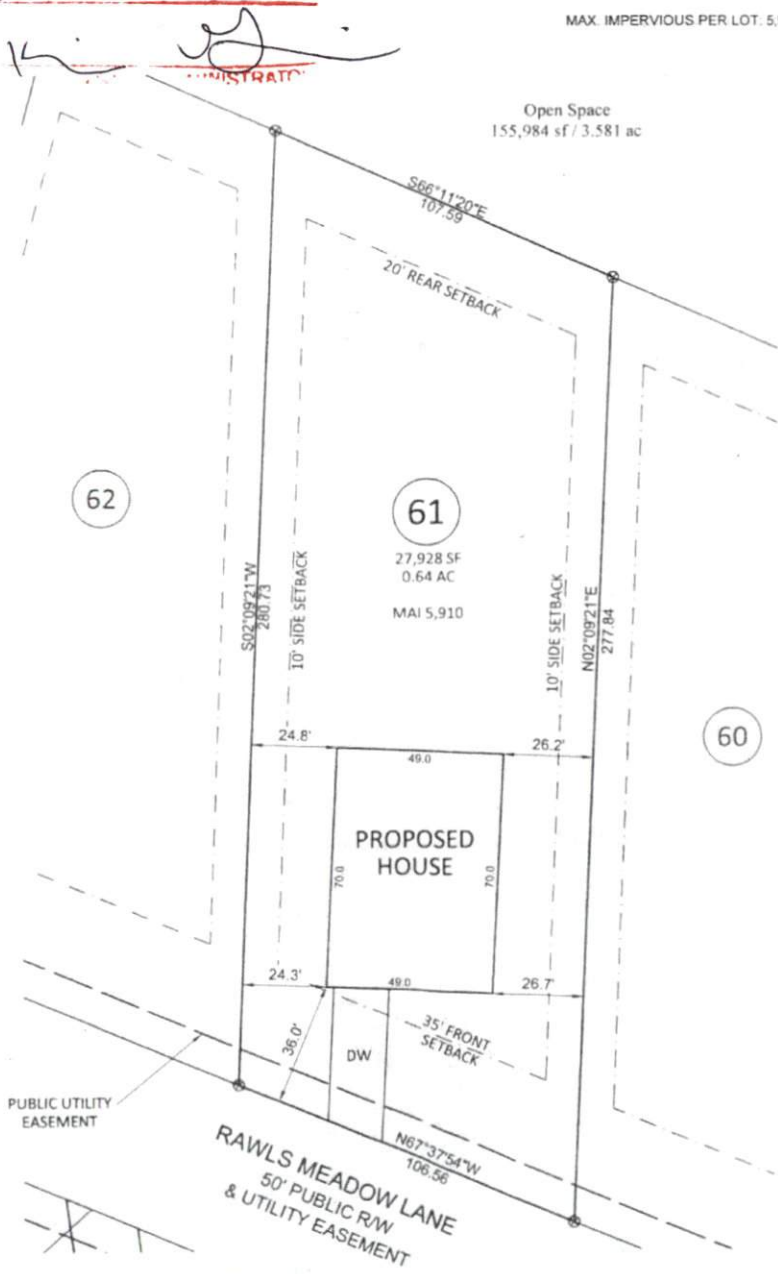 MAX. IMPERVIOUS PER LOT: 5,
Open Space
155,984 sf / 3.581 ac
S66°11'20"E
107.59
20' REAR SETBACK
62
61
27,928 SF
0.64 AC
MAI 5,910
S02°09'21"W
280.73
10' SIDE SETBACK
10' SIDE SETBACK
N02°09'21"E
277.84
60
24.8'
49.0
26.2'
PROPOSED
HOUSE
70.0
70.0
24.3'
49.0
26.7'
36.0'
35' FRONT
SETBACK
DW
PUBLIC UTILITY
EASEMENT
N67°37'54"W
106.56
RAWLS MEADOW LANE
50' PUBLIC R/W
& UTILITY EASEMENT